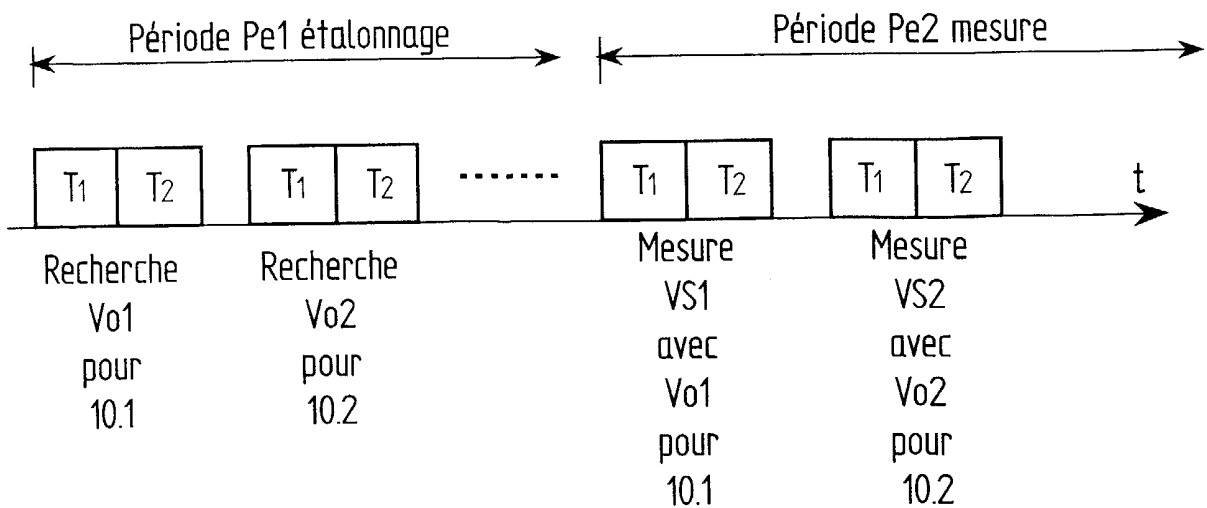 Période Pe1 étalonnage
Période Pe2 mesure
T1 T2 T1 T2 ........ T1 T2 T1 T2 t
Recherche
Vo1
pour
10.1
Recherche
Vo2
pour
10.2
Mesure
VS1
avec
Vo1
pour
10.1
Mesure
VS2
avec
Vo2
pour
10.2